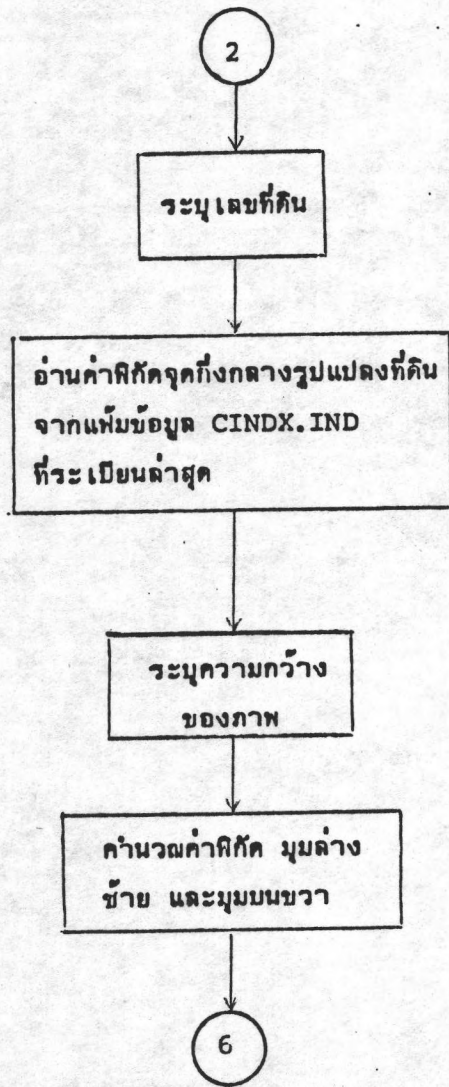 2
ระบุเลขที่ดิน
อ่านค่าพิกัดจุดกึ่งกลางรูปแปลงที่ดิน
จากแฟ้มข้อมูล CINDX.IND
ที่ระเบียนล่าสุด
ระบุความกว้าง
ของภาพ
คำนวณค่าพิกัด มุมล่าง
ซ้าย และมุมบนขวา
6